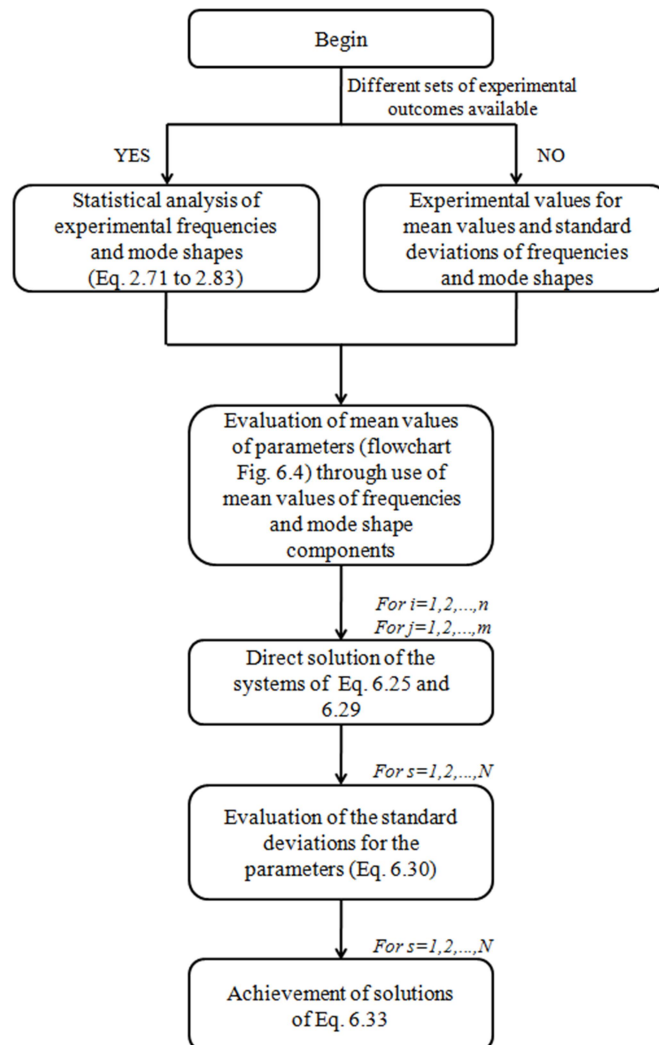 Begin
Different sets of experimental
outcomes available
YES
NO
Statistical analysis of
experimental frequencies
and mode shapes
(Eq. 2.71 to 2.83)
Experimental values for
mean values and standard
deviations of frequencies
and mode shapes
Evaluation of mean values
of parameters (flowchart
Fig. 6.4) through use of
mean values of frequencies
and mode shape
components
For i=1,2,...,n
For j=1,2,...,m
Direct solution of the
systems of Eq. 6.25 and
6.29
For s=1,2,...,N
Evaluation of the standard
deviations for the
parameters (Eq. 6.30)
For s=1,2,...,N
Achievement of solutions
of Eq. 6.33